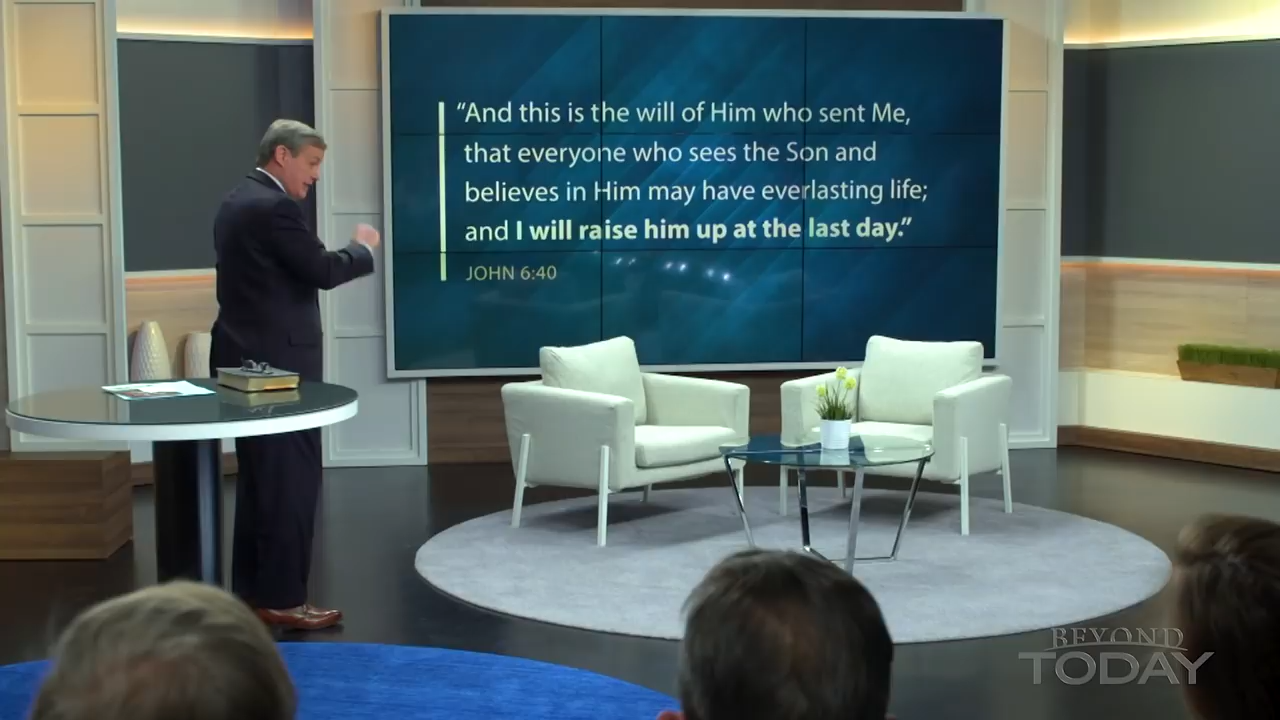 “And this is the will of Him who sent Me,
that everyone who sees the Son and
believes in Him may have everlasting life;
and I will raise him up at the last day.”
JOHN 6:40
BEYOND
TODAY